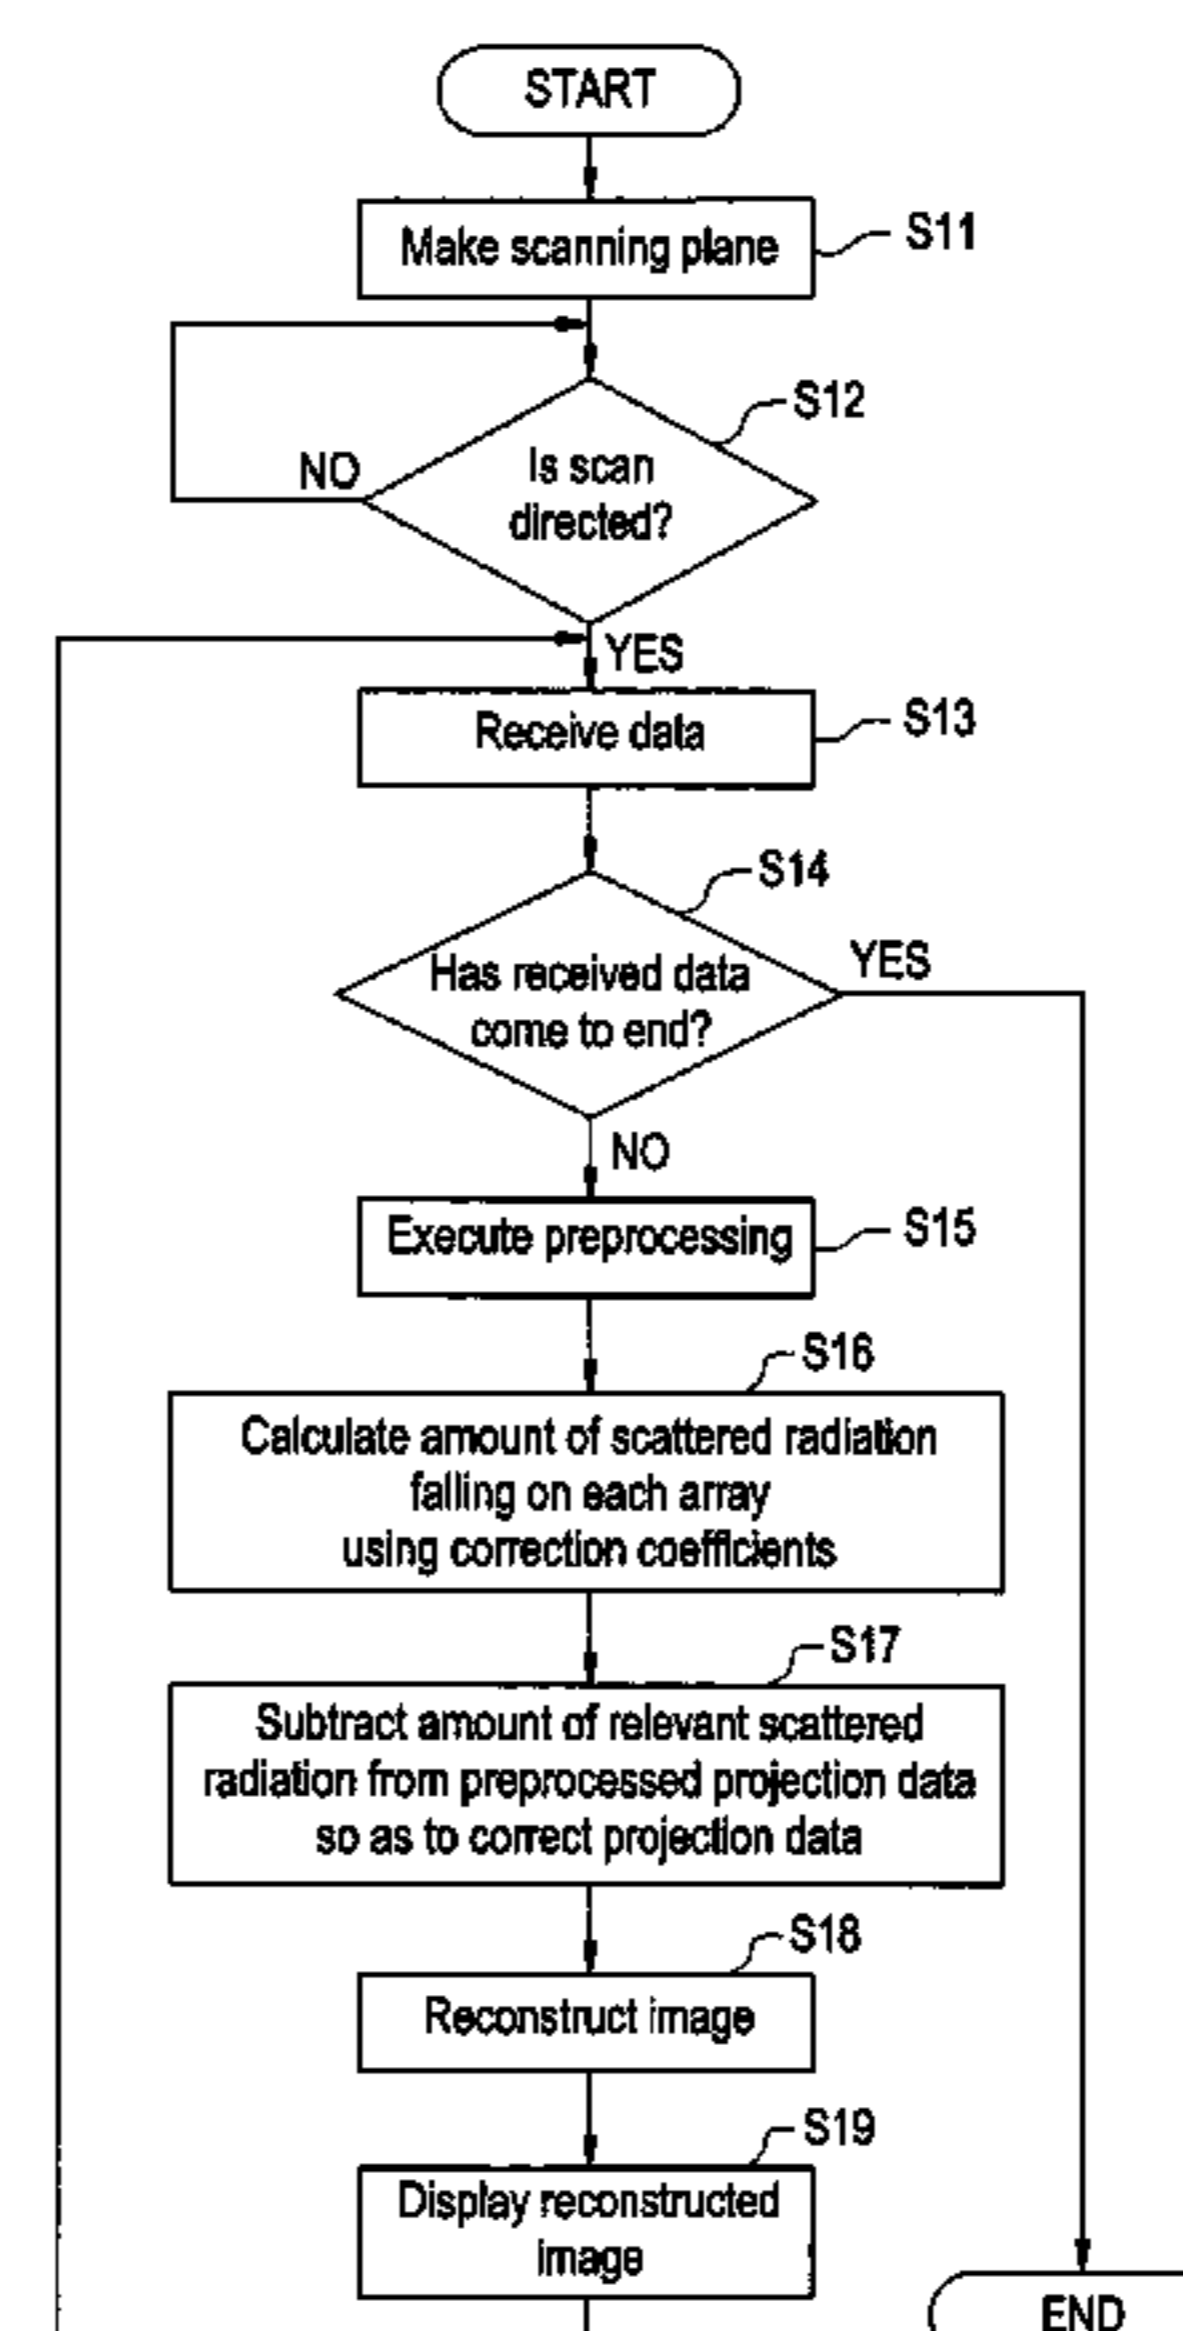 START
Make scanning plane
S11
S12
Is scan
directed?
NO
YES
Receive data
S13
S14
Has received data
come to end?
YES
NO
Execute preprocessing
S15
S16
Calculate amount of scattered radiation
falling on each array
using correction coefficients
S17
Subtract amount of relevant scattered
radiation from preprocessed projection data
so as to correct projection data
S18
Reconstruct image
S19
Display reconstructed
image
END